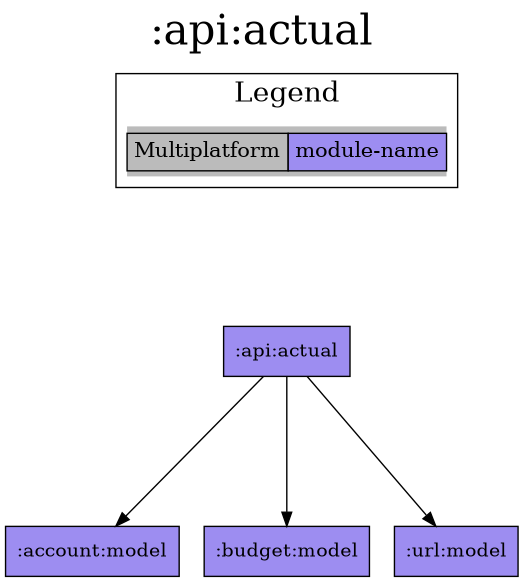 :api:actual
Legend
Multiplatform module-name
:api:actual
:account:model :budget:model :url:model